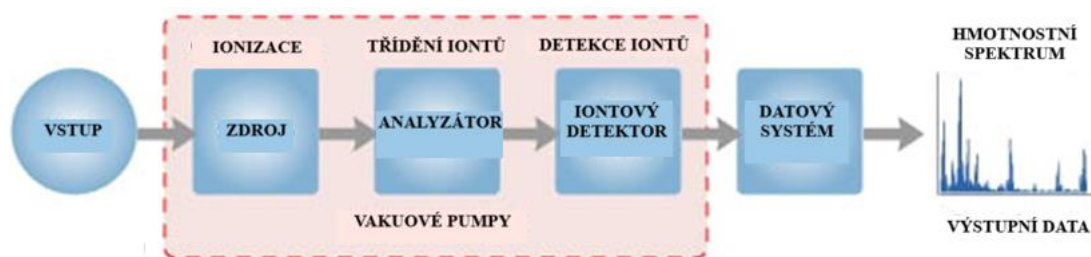 IONIZACE
TŘÍDĚNÍ IONTŮ
DETEKCE IONTŮ
HMOTNOSTNÍ
SPEKTRUM
VSTUP
ZDROJ
ANALYZÁTOR
IONTOVÝ
DETEKTOR
DATOVÝ
SYSTÉM
VAKUOVÉ PUMPY
VÝSTUPNÍ DATA